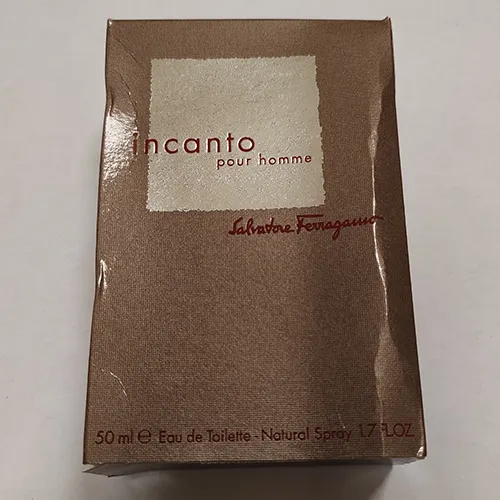 incanto
pour homme
Salvatore Ferragamo
50 ml ℮ Eau de Toilette - Natural Spray 1.7 FL.OZ